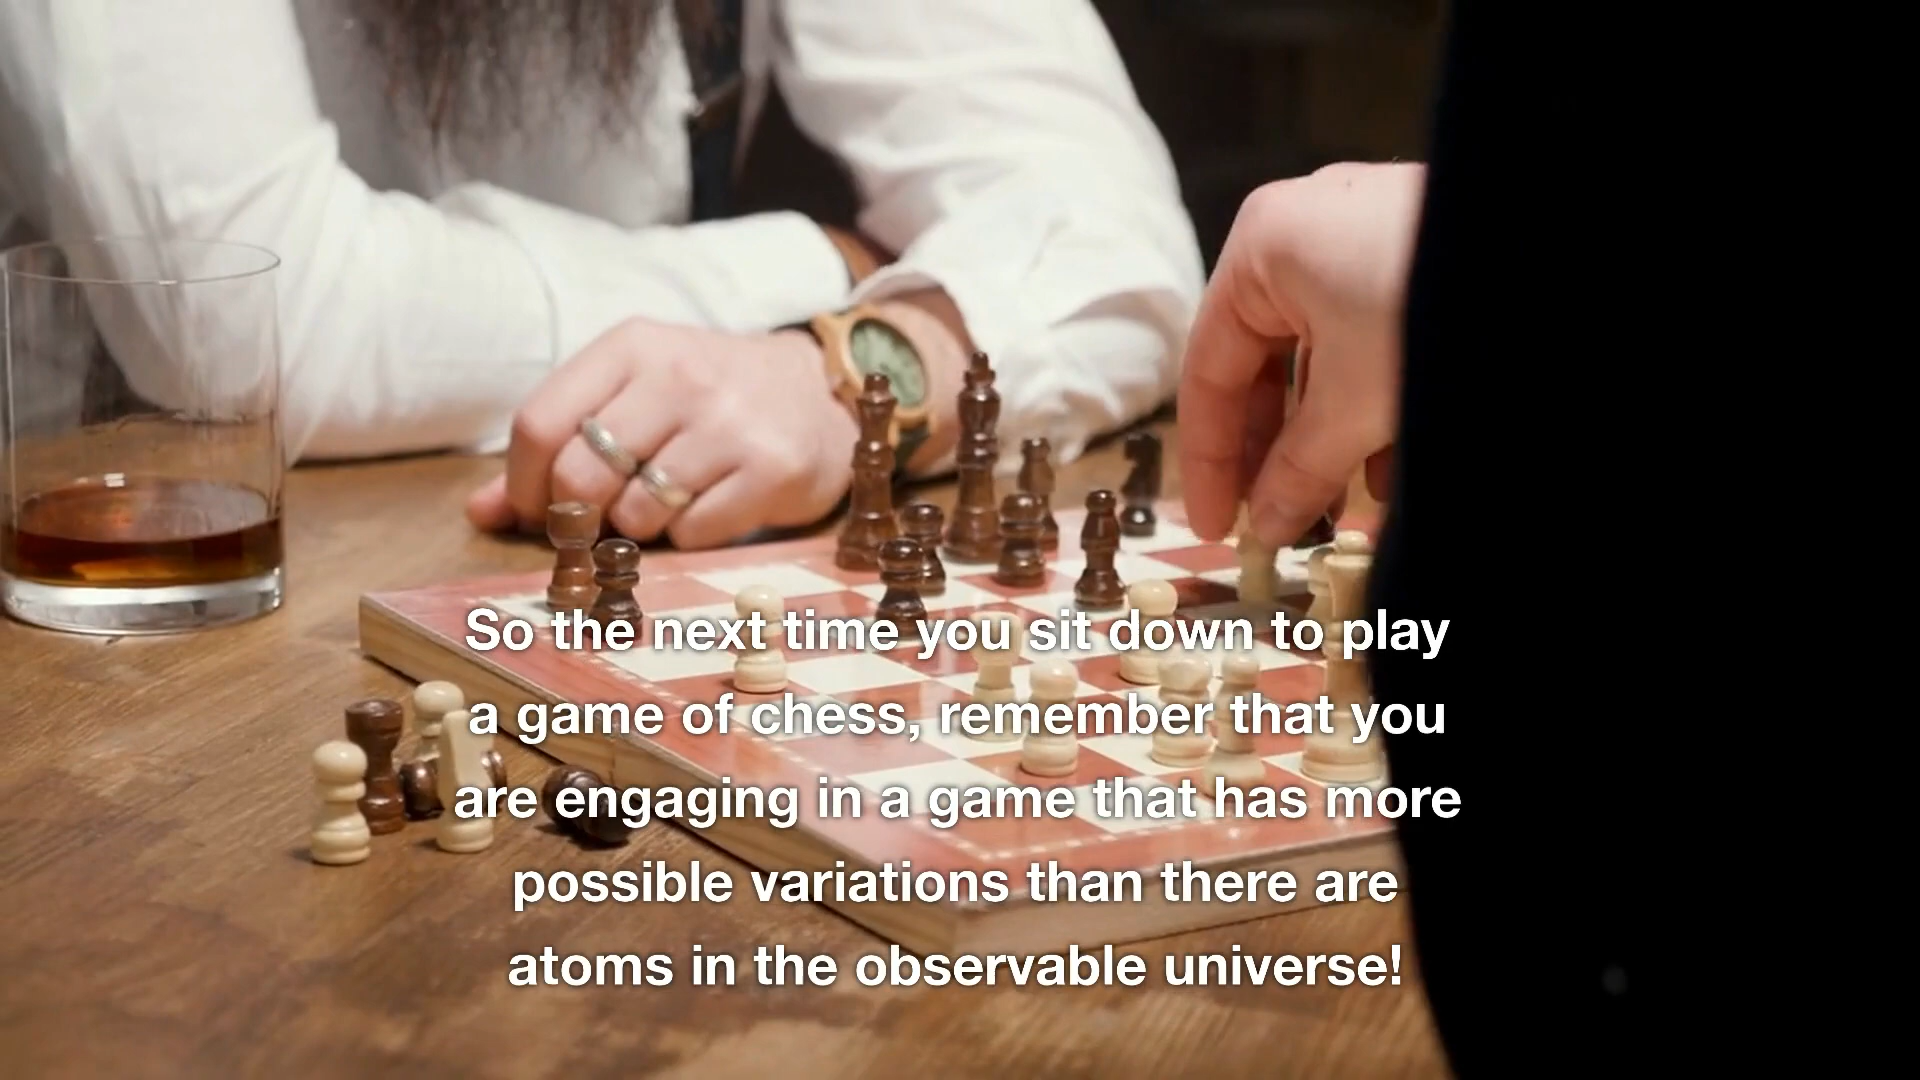 So the next time you sit down to play
a game of chess, remember that you
are engaging in a game that has more
possible variations than there are
atoms in the observable universe!